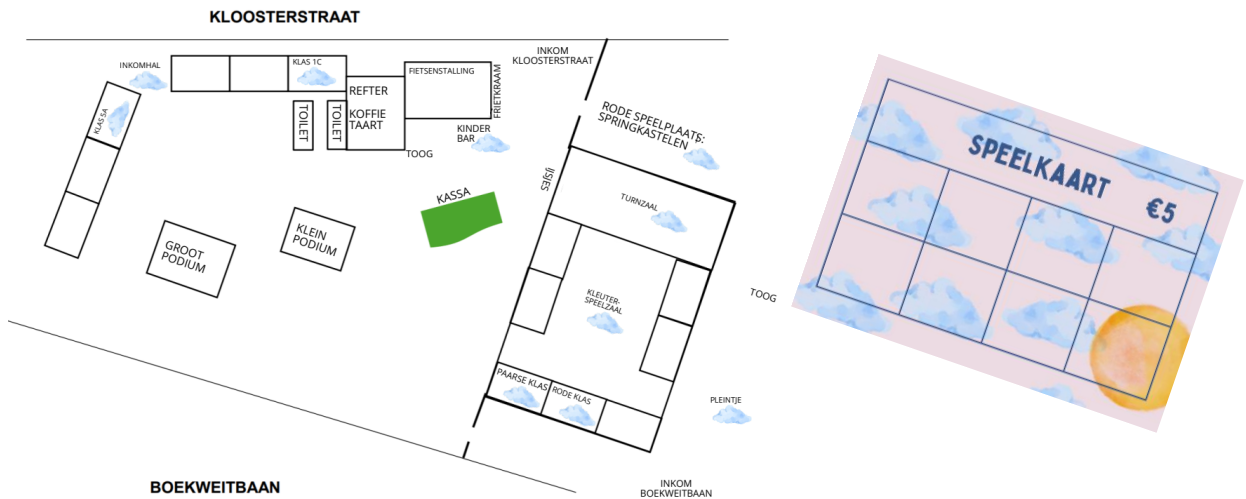 KLOOSTERSTRAAT
INKOM
KLOOSTERSTRAAT
INKOMHAL
KLAS 1C
FIETSENSTALLING
REFTER
KOFFIE
TAART
TOILET
TOILET
FRIETKRAAM
KINDER
BAR
TOOG
KLAS 5A
RODE SPEELPLAATS:
SPRINGKASTELEN
IJSJES
KASSA
TURNZAAL
KLEIN
PODIUM
GROOT
PODIUM
KLEUTER-
SPEELZAAL
TOOG
PAARSE KLAS
RODE KLAS
PLEINTJE
INKOM
BOEKWEITBAAN
BOEKWEITBAAN
SPEELKAART
€5